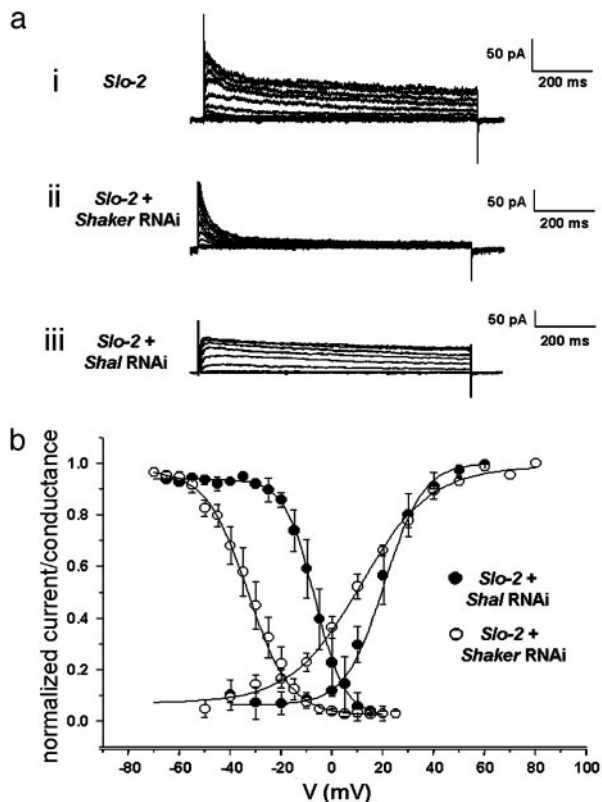 a
i
Slo-2
50 pA
200 ms
ii
Slo-2 +
Shaker RNAi
50 pA
200 ms
iii
Slo-2 +
Shal RNAi
50 pA
200 ms
b
normalized current/conductance
1.0
0.8
0.6
0.4
0.2
0.0
Slo-2 +
Shal RNAi
Slo-2 +
Shaker RNAi
-80 -60 -40 -20 0 20 40 60 80
V (mV)